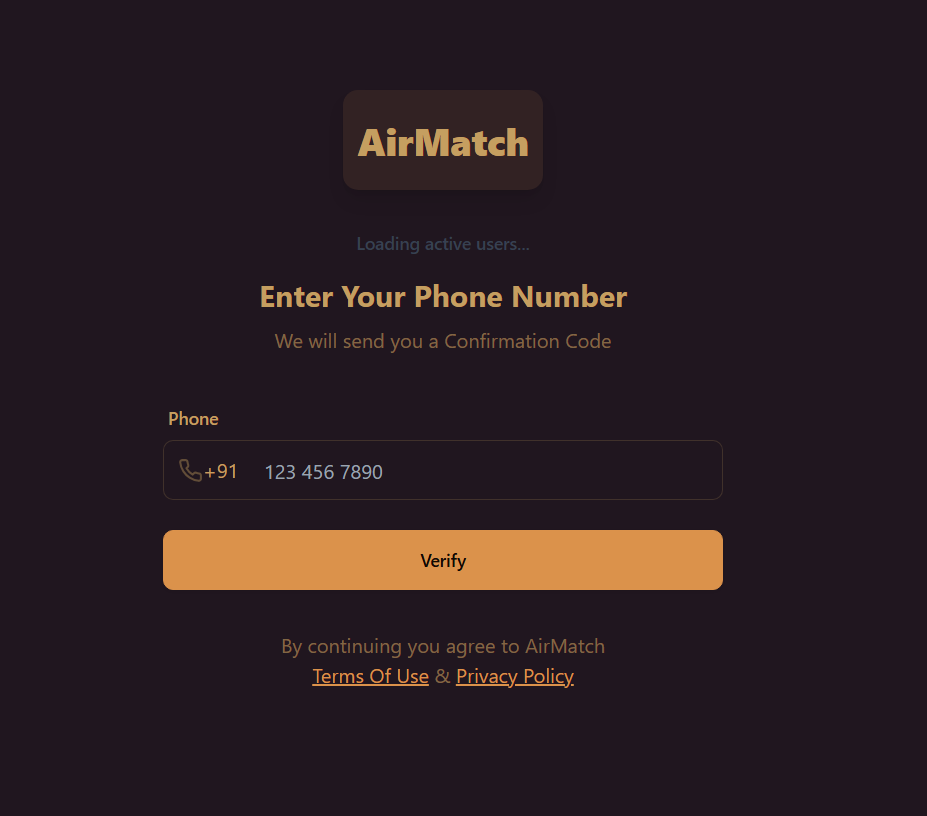 AirMatch
Loading active users...
Enter Your Phone Number
We will send you a Confirmation Code
Phone
+91 123 456 7890
Verify
By continuing you agree to AirMatch
Terms Of Use & Privacy Policy